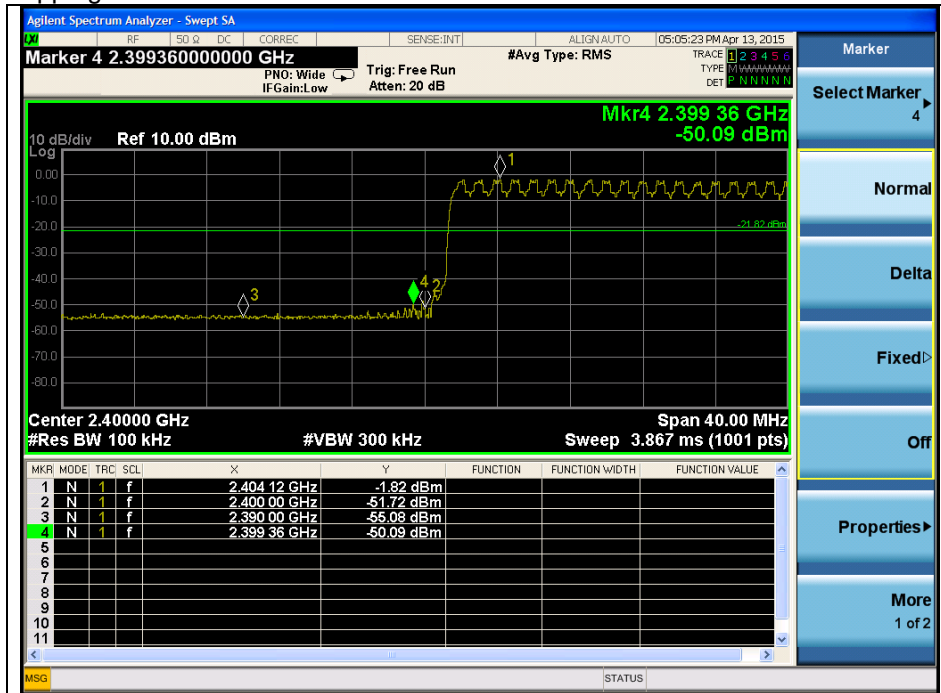 Agilent Spectrum Analyzer - Swept SA
LXI RF 50 Ω DC CORREC SENSE:INT ALIGN AUTO 05:05:23 PM Apr 13, 2015
Marker 4 2.399360000000 GHz
PNO: Wide
IFGain:Low
Trig: Free Run
Atten: 20 dB
#Avg Type: RMS
TRACE 1 2 3 4 5 6
TYPE M W W W W W
DET P N N N N N
Mkr4 2.399 36 GHz
-50.09 dBm
10 dB/div Ref 10.00 dBm
Log
0.00
-10.0
-20.0
-30.0
-40.0
-50.0
-60.0
-70.0
-80.0
1
-21.82 dBm
4 2
3
Center 2.40000 GHz Span 40.00 MHz
#Res BW 100 kHz #VBW 300 kHz Sweep 3.867 ms (1001 pts)
MKR MODE TRC SCL X Y FUNCTION FUNCTION WIDTH FUNCTION VALUE
1 N 1 f 2.404 12 GHz -1.82 dBm
2 N 1 f 2.400 00 GHz -51.72 dBm
3 N 1 f 2.390 00 GHz -55.08 dBm
4 N 1 f 2.399 36 GHz -50.09 dBm
5
6
7
8
9
10
11
MSG STATUS
Marker
Select Marker
4
Normal
Delta
Fixed
Off
Properties
More
1 of 2